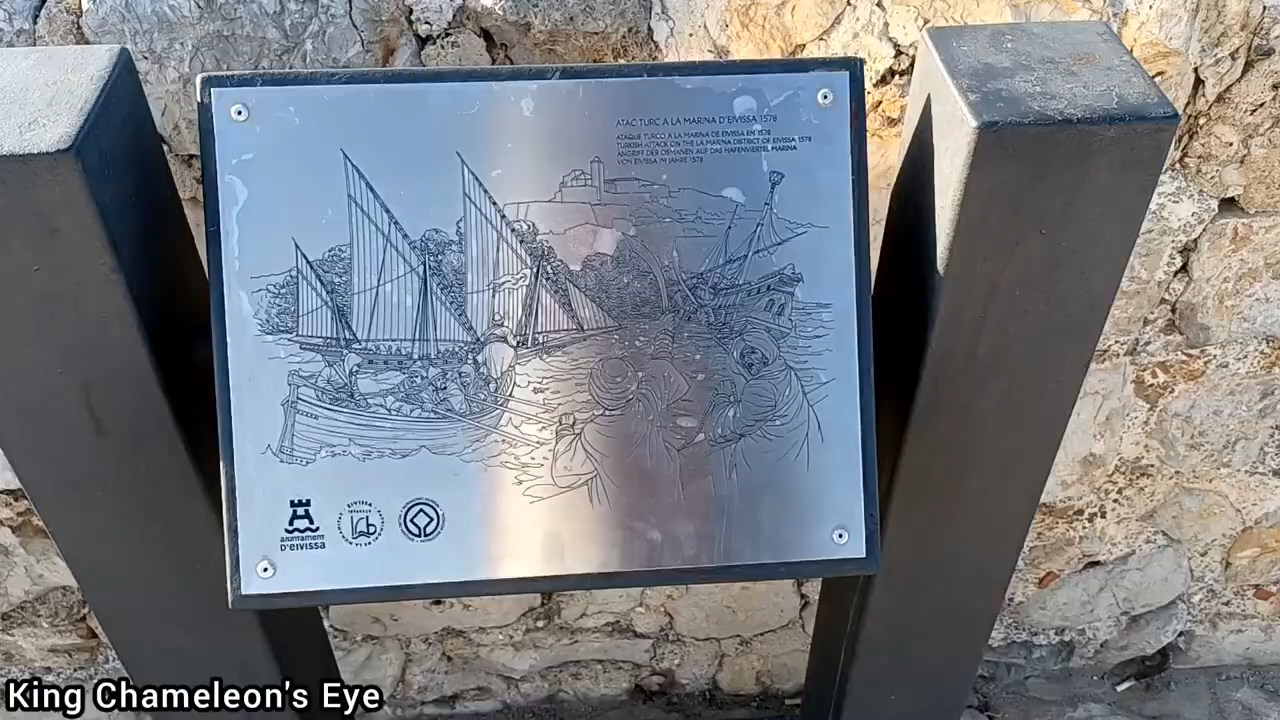 ATAC TURC A LA MARINA D'EIVISSA 1578
ATAQUE TURCO A LA MARINA DE EIVISSA EN 1578
TURKISH ATTACK ON THE LA MARINA DISTRICT OF EIVISSA 1578
ANGRIFF DER OSMANEN AUF DAS HAFENVIERTEL MARINA
VON EIVISSA IM JAHRE 1578
ajuntament
D'EIVISSA
EIVISSA
King Chameleon's Eye